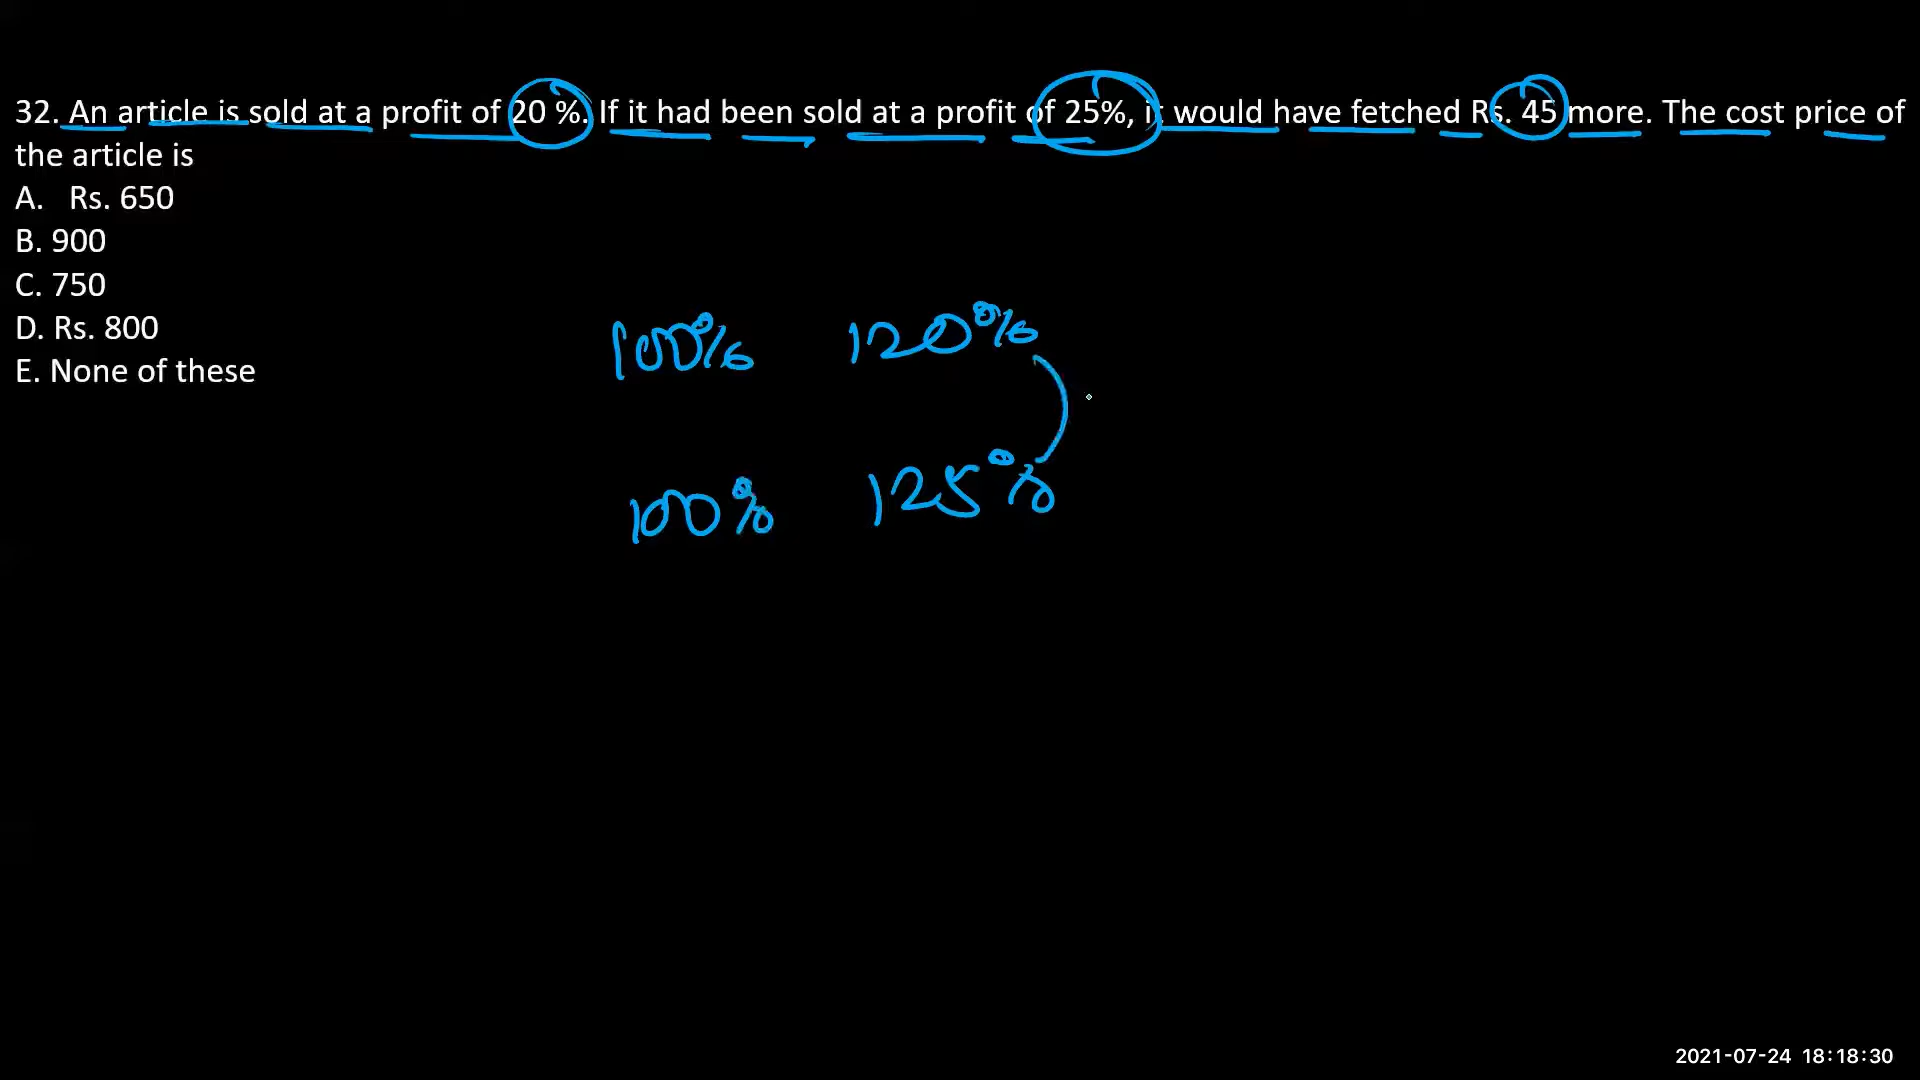 32. An article is sold at a profit of 20 %. If it had been sold at a profit of 25%, it would have fetched Rs. 45 more. The cost price of
the article is
A. Rs. 650
B. 900
C. 750
D. Rs. 800
E. None of these
100% 120%
100% 125%
2021-07-24 18:18:30